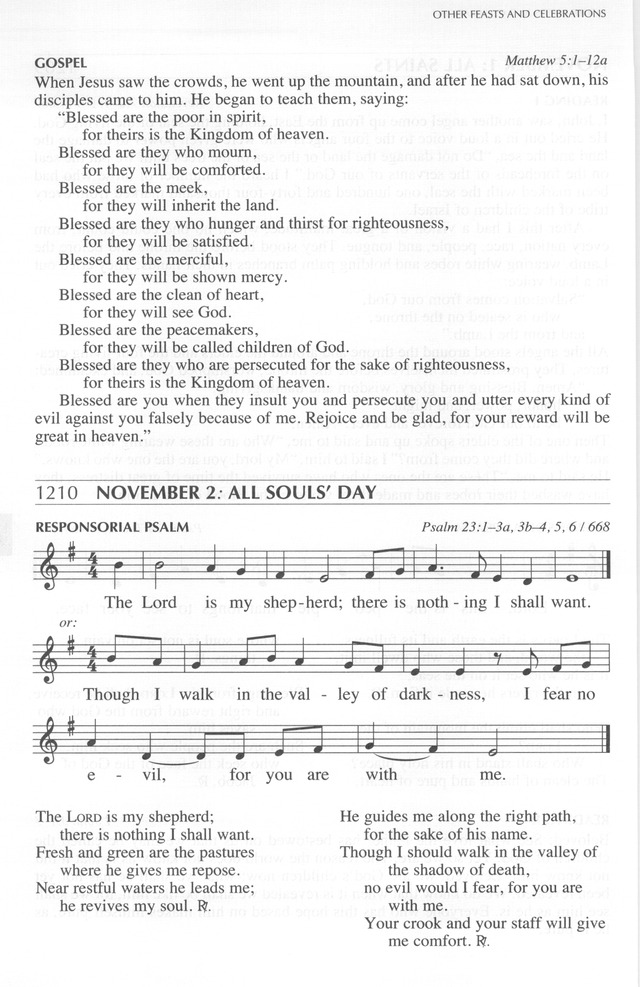 OTHER FEASTS AND CELEBRATIONS
GOSPEL Matthew 5:1–12a
When Jesus saw the crowds, he went up the mountain, and after he had sat down, his
disciples came to him. He began to teach them, saying:
“Blessed are the poor in spirit,
for theirs is the Kingdom of heaven.
Blessed are they who mourn,
for they will be comforted.
Blessed are the meek,
for they will inherit the land.
Blessed are they who hunger and thirst for righteousness,
for they will be satisfied.
Blessed are the merciful,
for they will be shown mercy.
Blessed are the clean of heart,
for they will see God.
Blessed are the peacemakers,
for they will be called children of God.
Blessed are they who are persecuted for the sake of righteousness,
for theirs is the Kingdom of heaven.
Blessed are you when they insult you and persecute you and utter every kind of
evil against you falsely because of me. Rejoice and be glad, for your reward will be
great in heaven.”
1210 NOVEMBER 2: ALL SOULS’ DAY
RESPONSORIAL PSALM Psalm 23:1–3a, 3b–4, 5, 6 / 668
The Lord is my shep-herd; there is noth - ing I shall want.
or:
Though I walk in the val - ley of dark - ness, I fear no
e - vil, for you are with me.
The LORD is my shepherd;
there is nothing I shall want.
Fresh and green are the pastures
where he gives me repose.
Near restful waters he leads me;
he revives my soul. ℟.
He guides me along the right path,
for the sake of his name.
Though I should walk in the valley of
the shadow of death,
no evil would I fear, for you are
with me.
Your crook and your staff will give
me comfort. ℟.